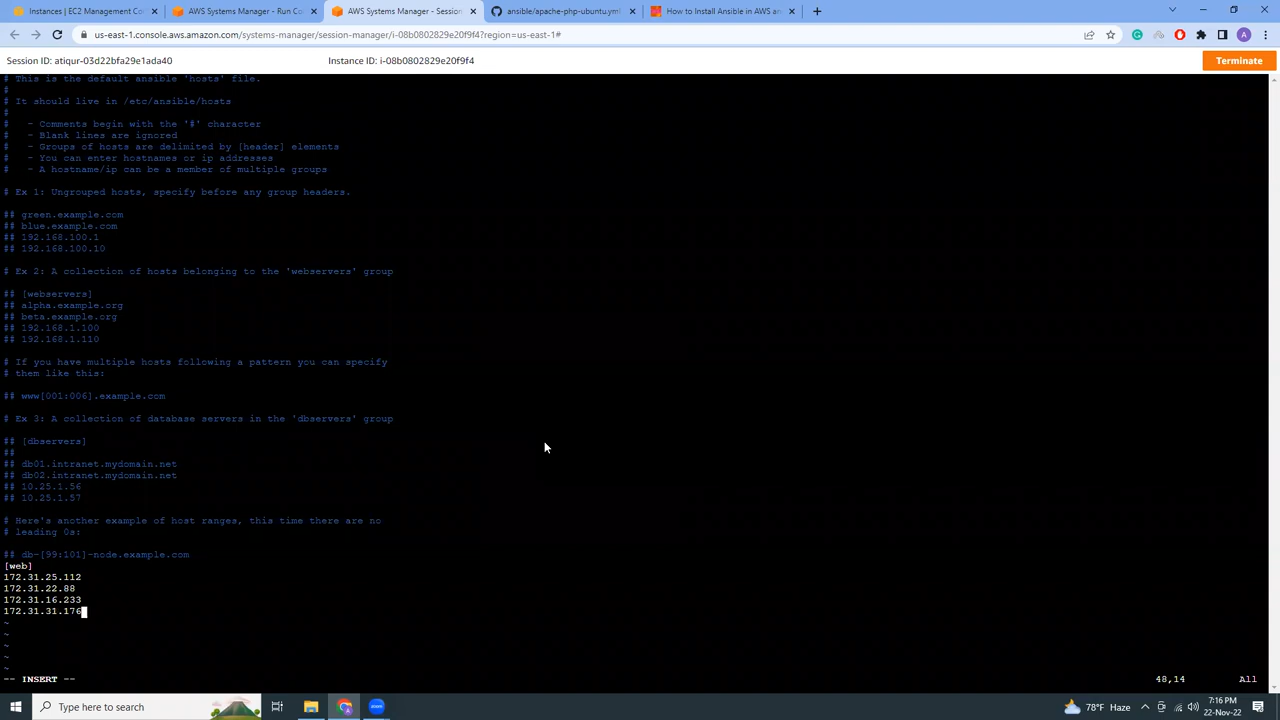 Instances | EC2 Management Co
AWS Systems Manager - Run Co
AWS Systems Manager - Session
ansible/apache-php-ubuntu.yml
How to Install Ansible in AWS an
us-east-1.console.aws.amazon.com/systems-manager/session-manager/i-08b0802829e20f9f4?region=us-east-1#
Session ID: atiqur-03d22bfa29e1ada40
Instance ID: i-08b0802829e20f9f4
Terminate
# This is the default ansible 'hosts' file.
#
# It should live in /etc/ansible/hosts
#
#   - Comments begin with the '#' character
#   - Blank lines are ignored
#   - Groups of hosts are delimited by [header] elements
#   - You can enter hostnames or ip addresses
#   - A hostname/ip can be a member of multiple groups
# Ex 1: Ungrouped hosts, specify before any group headers.
## green.example.com
## blue.example.com
## 192.168.100.1
## 192.168.100.10
# Ex 2: A collection of hosts belonging to the 'webservers' group
## [webservers]
## alpha.example.org
## beta.example.org
## 192.168.1.100
## 192.168.1.110
# If you have multiple hosts following a pattern you can specify
# them like this:
## www[001:006].example.com
# Ex 3: A collection of database servers in the 'dbservers' group
## [dbservers]
##
## db01.intranet.mydomain.net
## db02.intranet.mydomain.net
## 10.25.1.56
## 10.25.1.57
# Here's another example of host ranges, this time there are no
# leading 0s:
## db-[99:101]-node.example.com
[web]
172.31.25.112
172.31.22.88
172.31.16.233
172.31.31.176
~
~
~
~
~
-- INSERT --
48,14
All
Type here to search
zoom
78°F Haze
7:16 PM
22-Nov-22